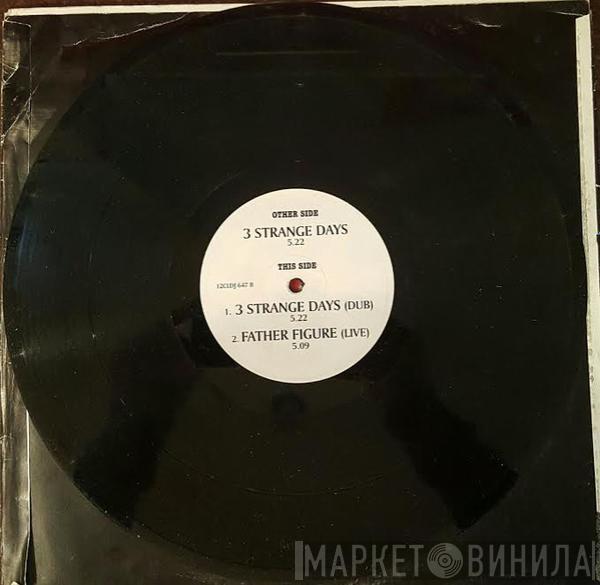 OTHER SIDE
3 STRANGE DAYS
5.22
THIS SIDE
12CLDJ 647 B
1. 3 STRANGE DAYS (DUB)
5.22
2. FATHER FIGURE (LIVE)
5.09
МАРКЕТ ВИНИЛА